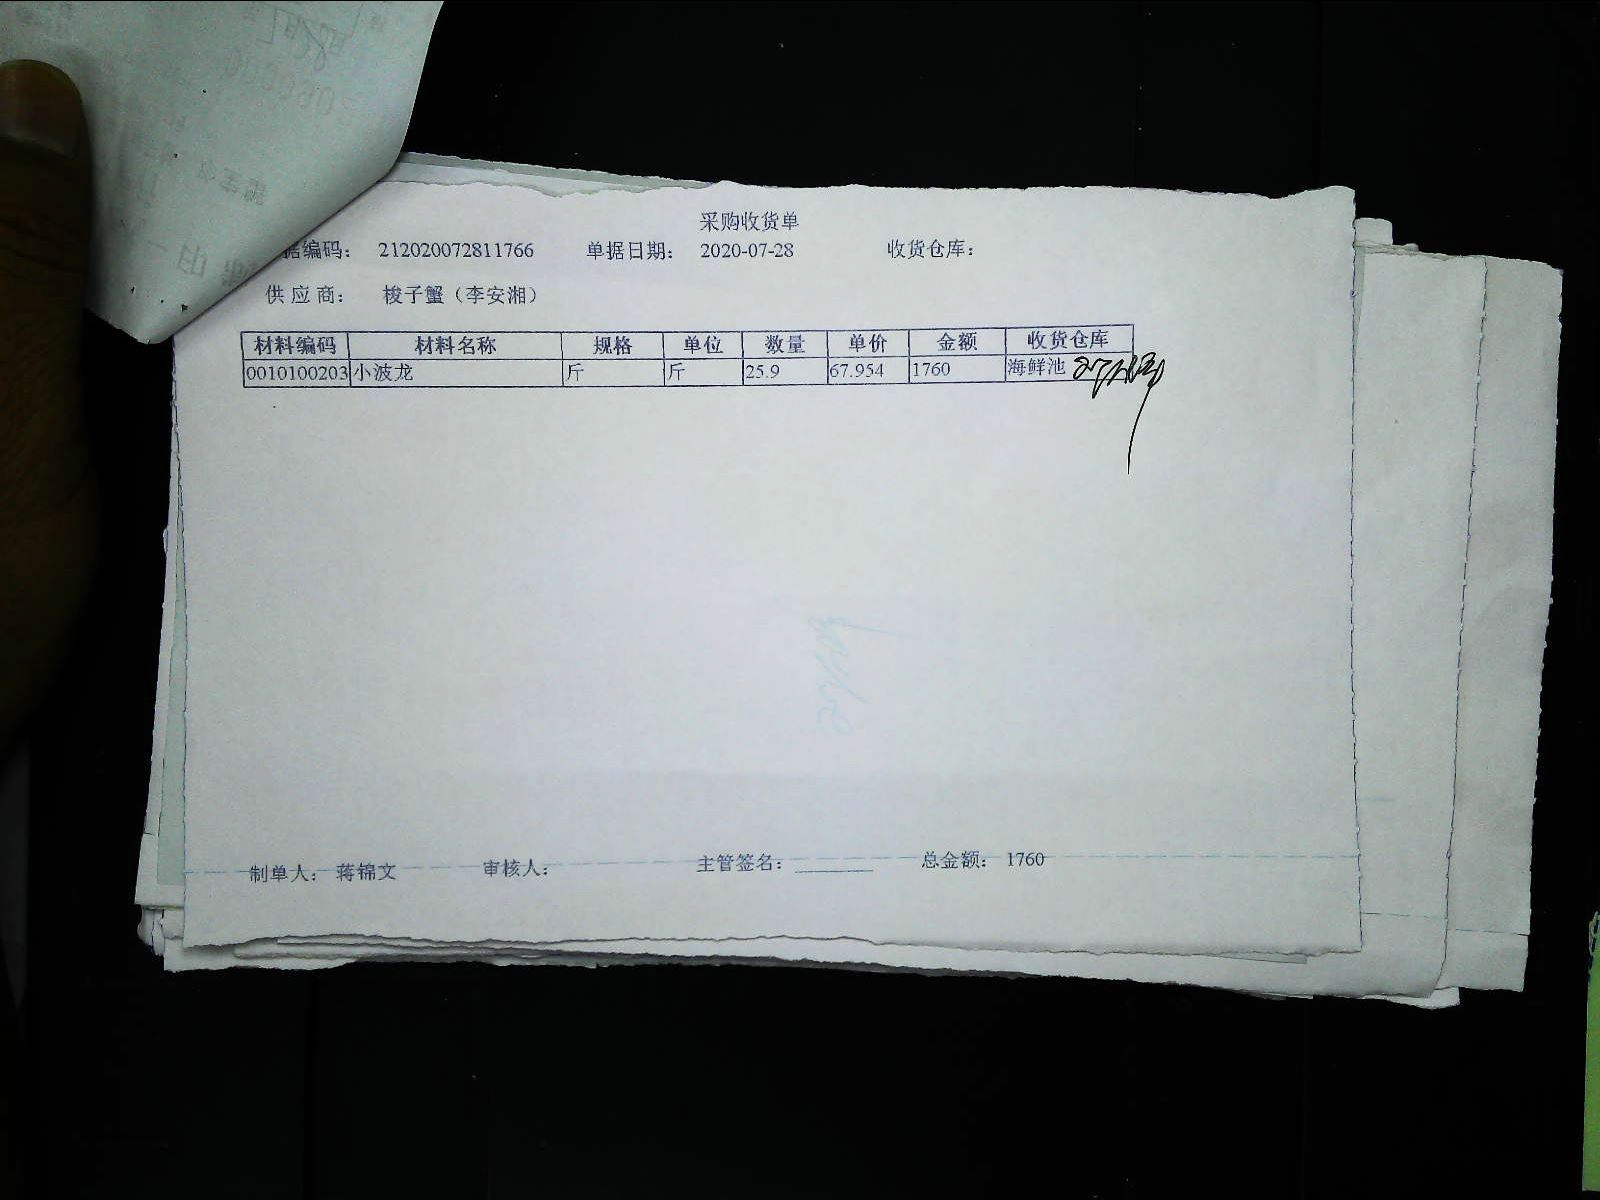 采购收货单
据编码： 212020072811766 单据日期： 2020-07-28 收货仓库：
供 应 商： 梭子蟹（李安湘）
材料编码 材料名称 规格 单位 数量 单价 金额 收货仓库
0010100203 小波龙 斤 斤 25.9 67.954 1760 海鲜池
制单人： 蒋锦文 审核人： 主管签名： 总金额： 1760